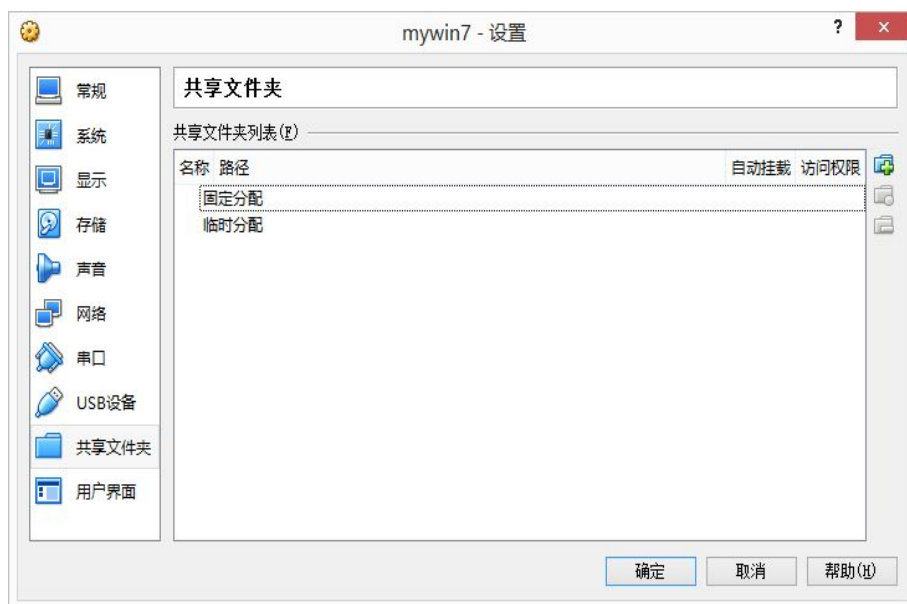 mywin7 - 设置
?
x
常规
系统
显示
存储
声音
网络
串口
USB设备
共享文件夹
用户界面
共享文件夹
共享文件夹列表(F)
名称 路径 自动挂载 访问权限
固定分配
临时分配
确定 取消 帮助(H)